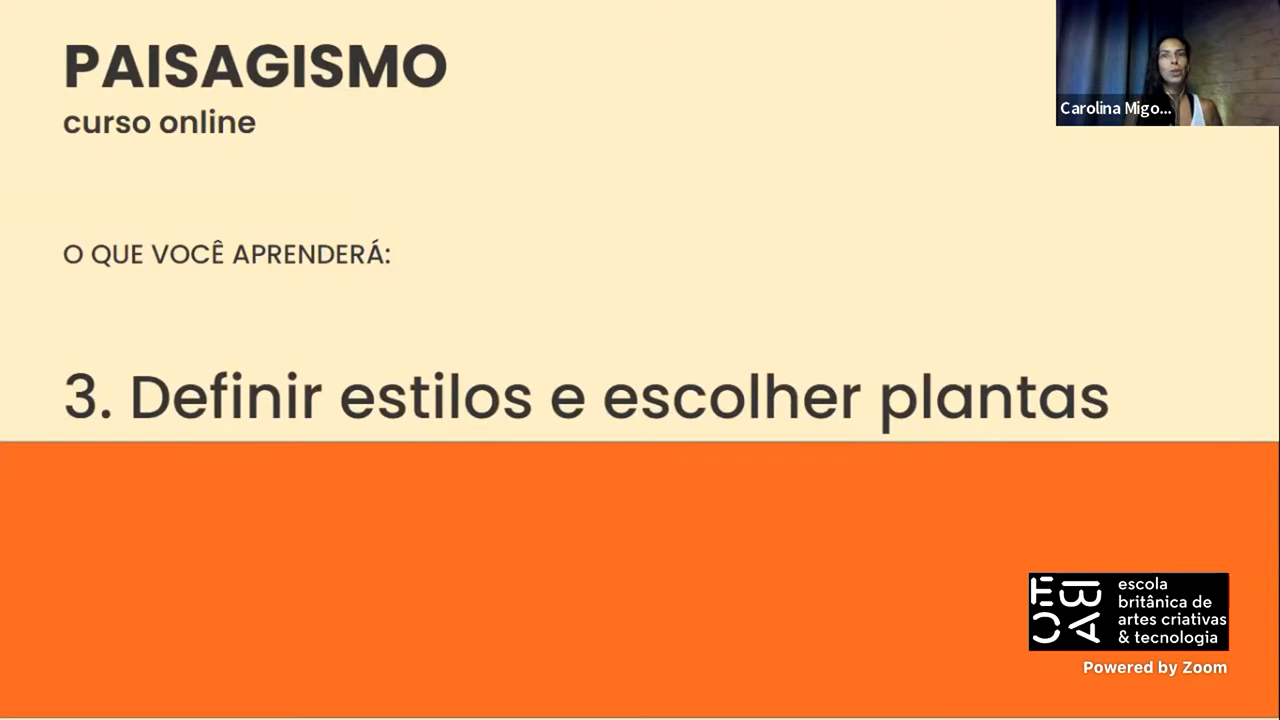 PAISAGISMO
curso online
Carolina Migo...
O QUE VOCÊ APRENDERÁ:
3. Definir estilos e escolher plantas
EBAC
escola
britânica de
artes criativas
& tecnologia
Powered by Zoom